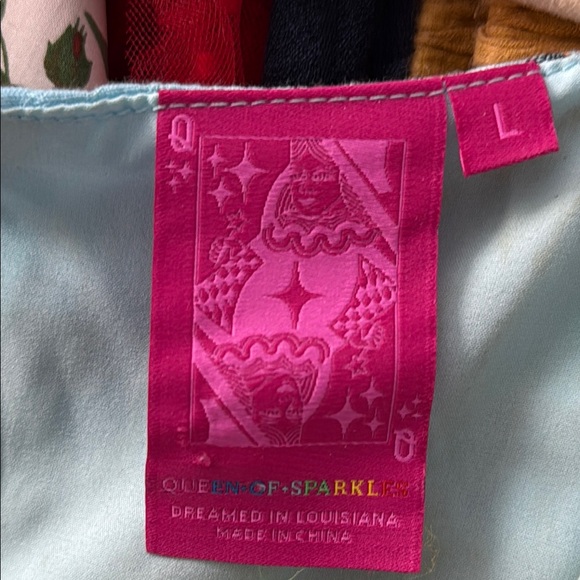 Q
L
Q
QUEEN•OF•SPARKLES
DREAMED IN LOUISIANA
MADE IN CHINA